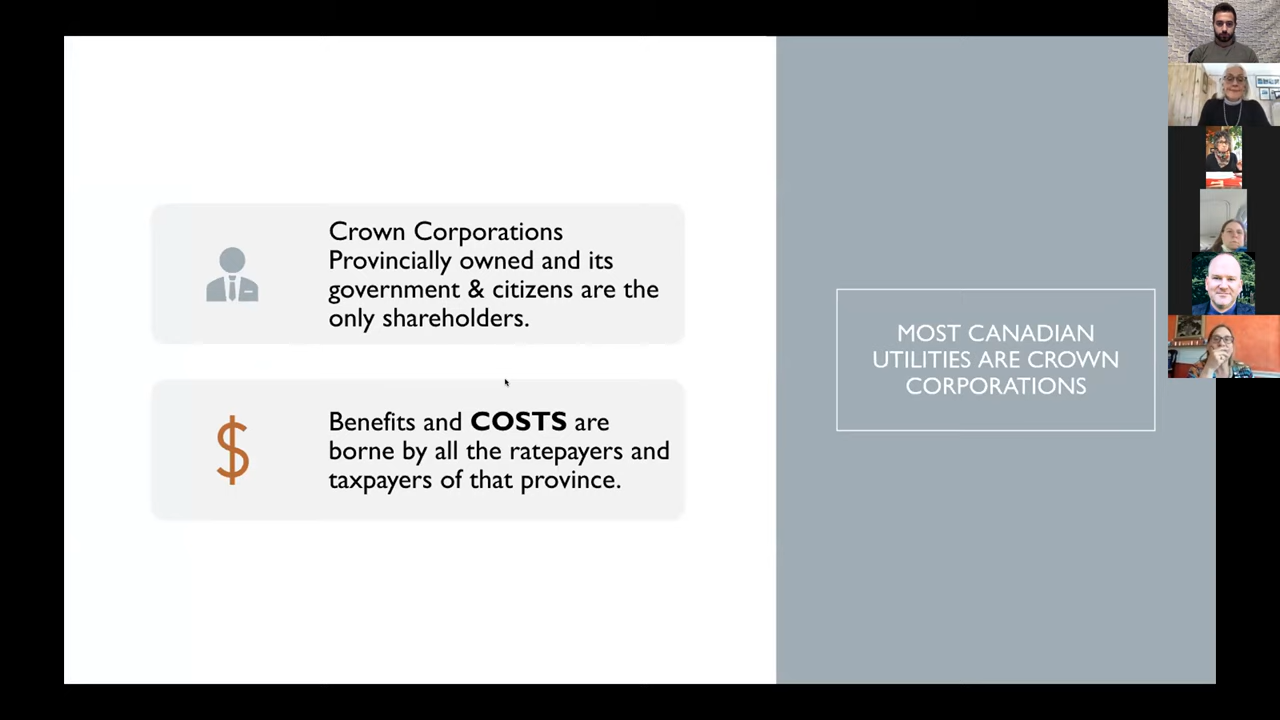 Crown Corporations
Provincially owned and its
government & citizens are the
only shareholders.
$
Benefits and COSTS are
borne by all the ratepayers and
taxpayers of that province.
MOST CANADIAN
UTILITIES ARE CROWN
CORPORATIONS